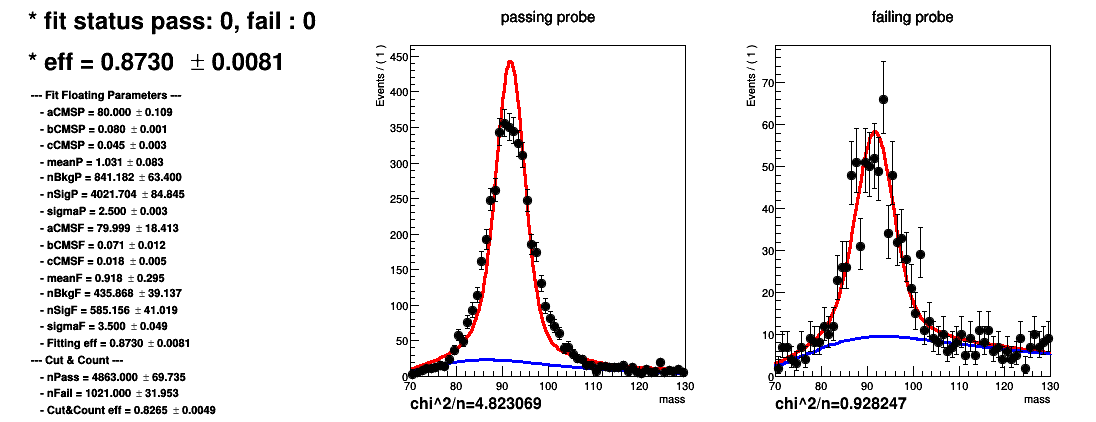 * fit status pass: 0, fail : 0
* eff = 0.8730 ± 0.0081
--- Fit Floating Parameters ---
- aCMSP = 80.000 ± 0.109
- bCMSP = 0.080 ± 0.001
- cCMSP = 0.045 ± 0.003
- meanP = 1.031 ± 0.083
- nBkgP = 841.182 ± 63.400
- nSigP = 4021.704 ± 84.845
- sigmaP = 2.500 ± 0.003
- aCMSF = 79.999 ± 18.413
- bCMSF = 0.071 ± 0.012
- cCMSF = 0.018 ± 0.005
- meanF = 0.918 ± 0.295
- nBkgF = 435.868 ± 39.137
- nSigF = 585.156 ± 41.019
- sigmaF = 3.500 ± 0.049
- Fitting eff = 0.8730 ± 0.0081
--- Cut & Count ---
- nPass = 4863.000 ± 69.735
- nFail = 1021.000 ± 31.953
- Cut&Count eff = 0.8265 ± 0.0049
passing probe
Events / ( 1 )
450
400
350
300
250
200
150
100
50
0
70 80 90 100 110 120 130
mass
chi^2/n=4.823069
failing probe
Events / ( 1 )
70
60
50
40
30
20
10
0
70 80 90 100 110 120 130
mass
chi^2/n=0.928247